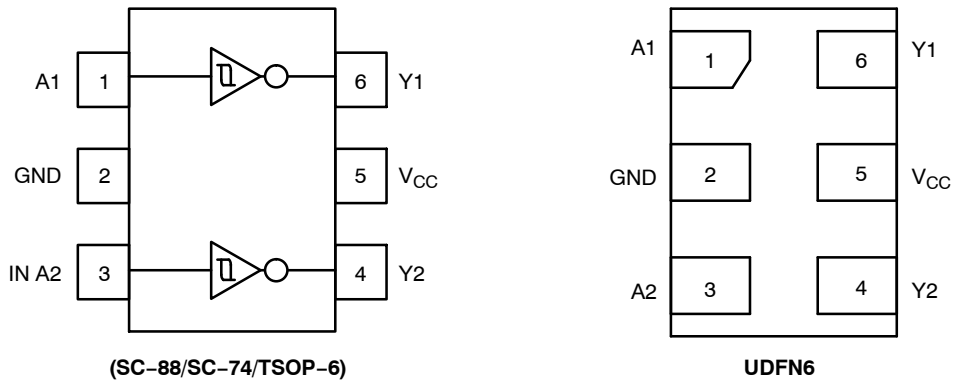 A1 1 6 Y1
GND 2 5 VCC
IN A2 3 4 Y2
(SC−88/SC−74/TSOP−6)
A1 1 6 Y1
GND 2 5 VCC
A2 3 4 Y2
UDFN6